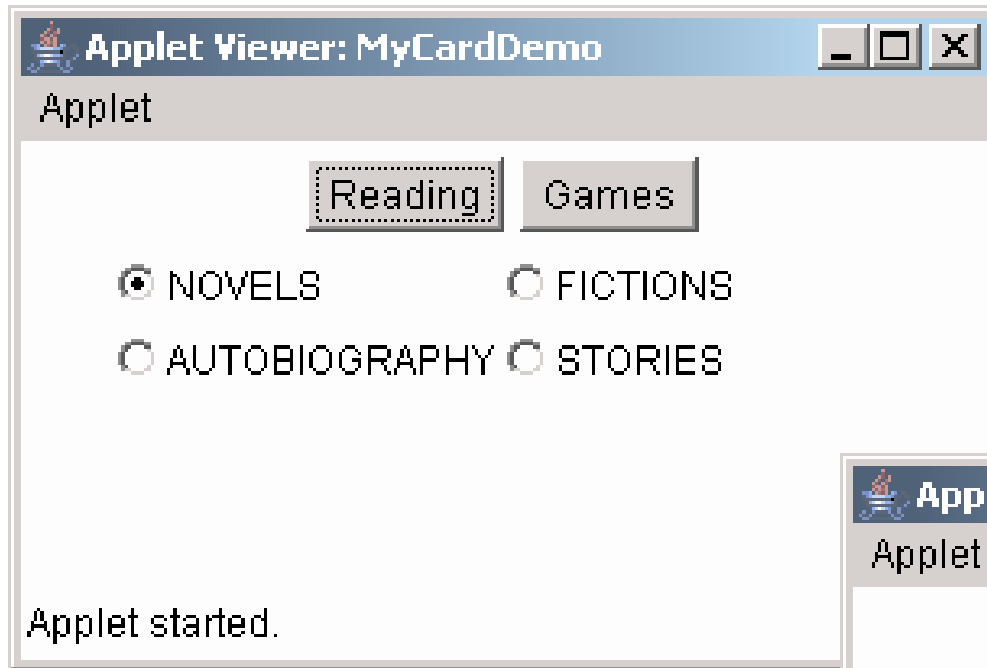 Applet Viewer: MyCardDemo
Applet
Reading Games
NOVELS FICTIONS
AUTOBIOGRAPHY STORIES
App
Applet
Applet started.